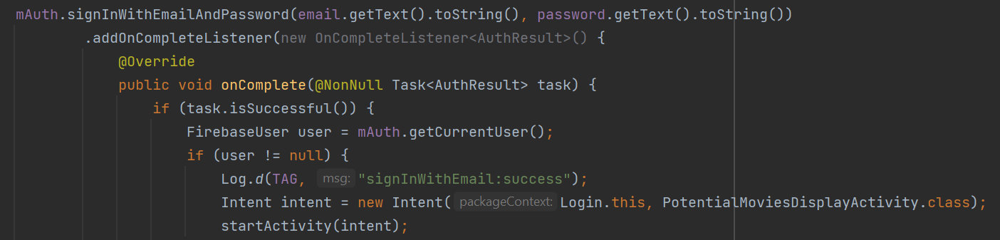 mAuth.signInWithEmailAndPassword(email.getText().toString(), password.getText().toString())
.addOnCompleteListener(new OnCompleteListener<AuthResult>() {
@Override
public void onComplete(@NonNull Task<AuthResult> task) {
if (task.isSuccessful()) {
FirebaseUser user = mAuth.getCurrentUser();
if (user != null) {
Log.d(TAG, msg: "signInWithEmail:success");
Intent intent = new Intent( packageContext: Login.this, PotentialMoviesDisplayActivity.class);
startActivity(intent);